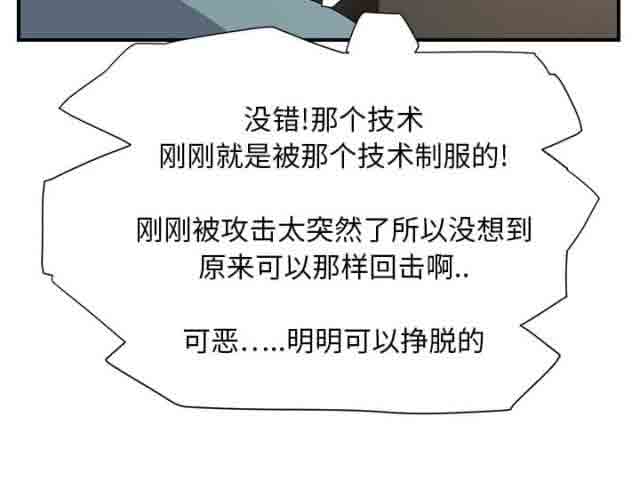 没错!那个技术
刚刚就是被那个技术制服的!
刚刚被攻击太突然了所以没想到
原来可以那样回击啊..
可恶…..明明可以挣脱的